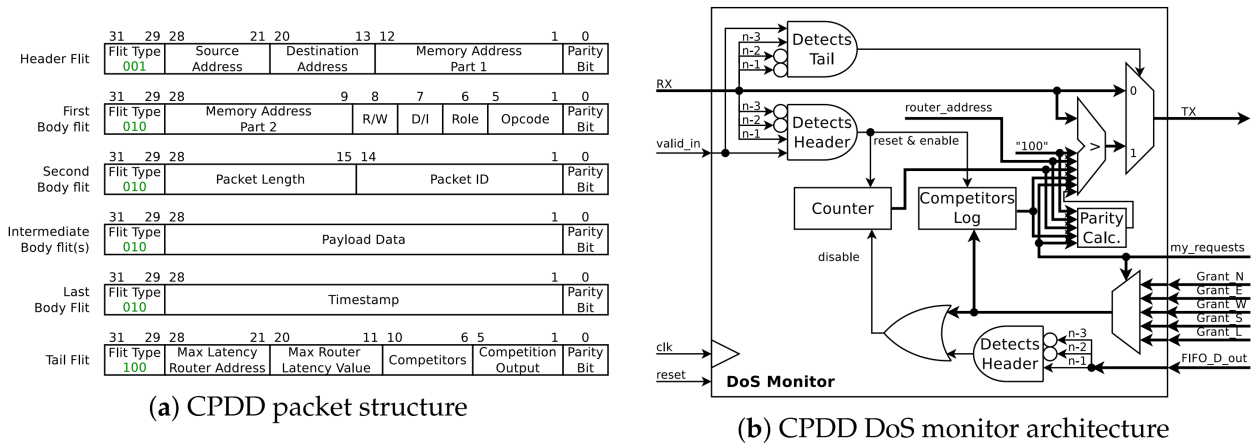 31 29 28 21 20 13 12 1 0
Header Flit
Flit Type
001
Source
Address
Destination
Address
Memory Address
Part 1
Parity
Bit
31 29 28 9 8 7 6 5 1 0
First
Body flit
Flit Type
010
Memory Address
Part 2
R/W
D/I
Role
Opcode
Parity
Bit
31 29 28 15 14 1 0
Second
Body flit
Flit Type
010
Packet Length
Packet ID
Parity
Bit
31 29 28 1 0
Intermediate
Body flit(s)
Flit Type
010
Payload Data
Parity
Bit
31 29 28 1 0
Last
Body Flit
Flit Type
010
Timestamp
Parity
Bit
31 29 28 21 20 11 10 6 5 1 0
Tail Flit
Flit Type
100
Max Latency
Router Address
Max Router
Latency Value
Competitors
Competition
Output
Parity
Bit
(a) CPDD packet structure
n-3
n-2
n-1
Detects
Tail
RX
n-3
n-2
n-1
Detects
Header
valid_in
router_address
reset & enable
"100"
0
1
>
TX
Counter
Competitors
Log
Parity
Calc.
disable
my_requests
Grant_N
Grant_E
Grant_W
Grant_S
Grant_L
Detects
Header
n-3
n-2
n-1
FIFO_D_out
clk
reset
DoS Monitor
(b) CPDD DoS monitor architecture